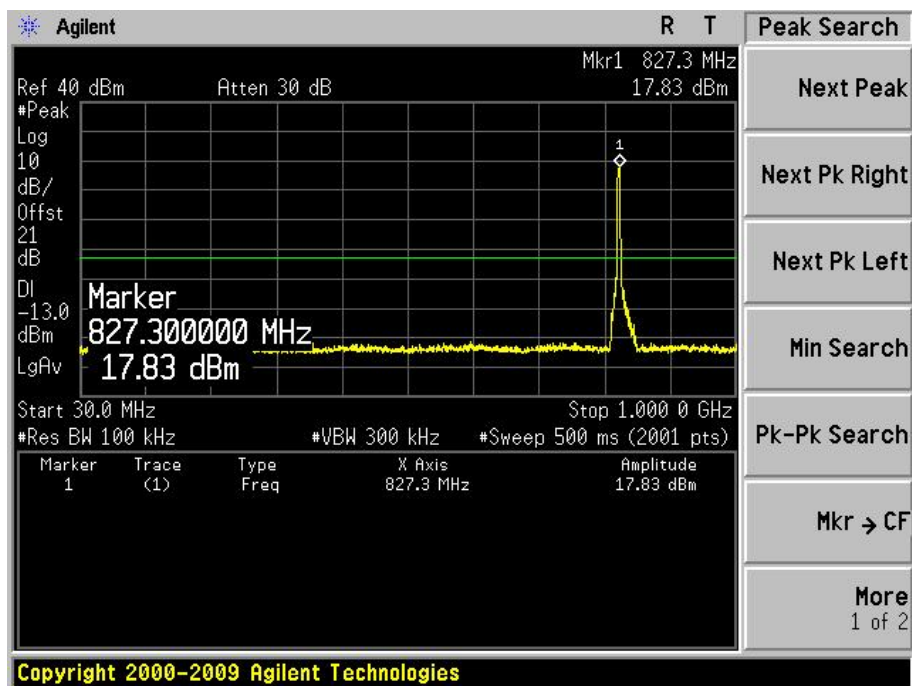 Agilent R T Peak Search
Mkr1 827.3 MHz
Ref 40 dBm Atten 30 dB 17.83 dBm
#Peak
Log
10
dB/
Offst
21
dB
DI
-13.0
dBm
LgAv
1
Marker
827.300000 MHz
17.83 dBm
Start 30.0 MHz Stop 1.000 0 GHz
#Res BW 100 kHz #VBW 300 kHz #Sweep 500 ms (2001 pts)
Marker Trace Type X Axis Amplitude
1 (1) Freq 827.3 MHz 17.83 dBm
Next Peak
Next Pk Right
Next Pk Left
Min Search
Pk-Pk Search
Mkr → CF
More
1 of 2
Copyright 2000-2009 Agilent Technologies